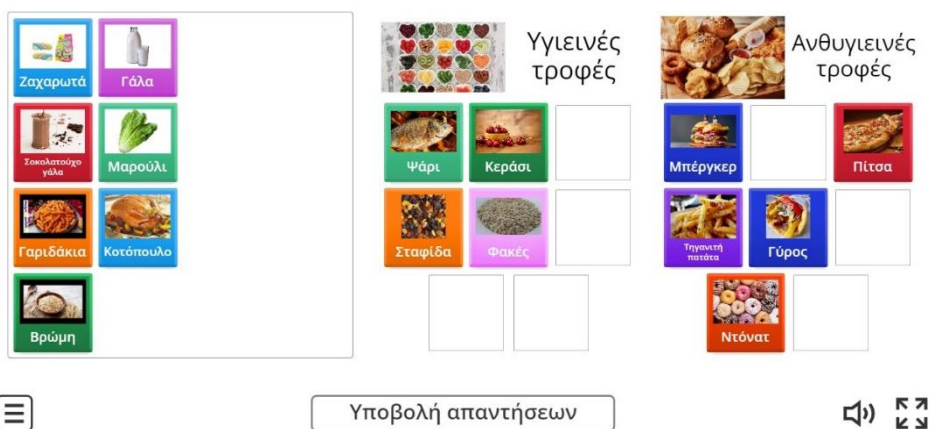 Ζαχαρωτά
Γάλα
Σοκολατούχο
γάλα
Μαρούλι
Γαριδάκια
Κοτόπουλο
Βρώμη
Υγιεινές
τροφές
Ψάρι
Κεράσι
Σταφίδα
Φακές
Ανθυγιεινές
τροφές
Μπέργκερ
Πίτσα
Τηγανιτή
πατάτα
Γύρος
Ντόνατ
Υποβολή απαντήσεων